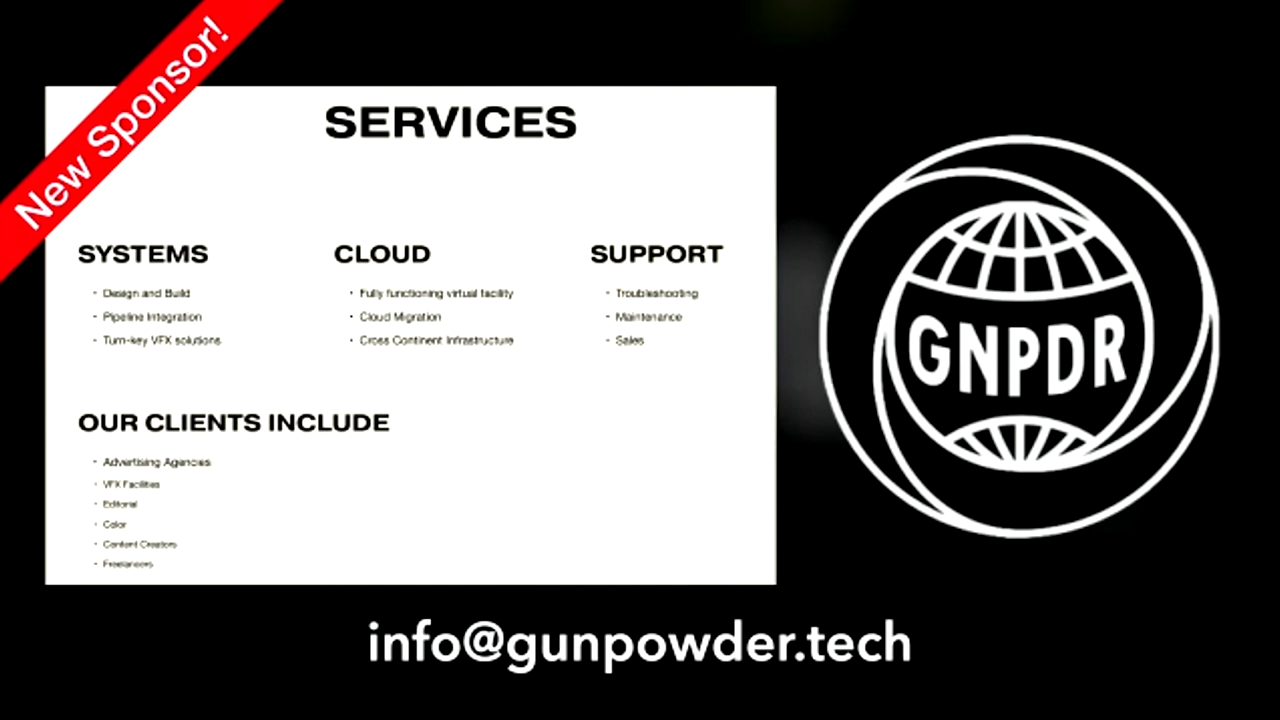 New Sponsor!
SERVICES
SYSTEMS
• Design and Build
• Pipeline Integration
• Turn-key VFX solutions
CLOUD
• Fully functioning virtual facility
• Cloud Migration
• Cross Continent Infrastructure
SUPPORT
• Troubleshooting
• Maintenance
• Sales
OUR CLIENTS INCLUDE
• Advertising Agencies
• VFX Facilities
• Editorial
• Color
• Content Creators
• Freelancers
GNPDR
info@gunpowder.tech